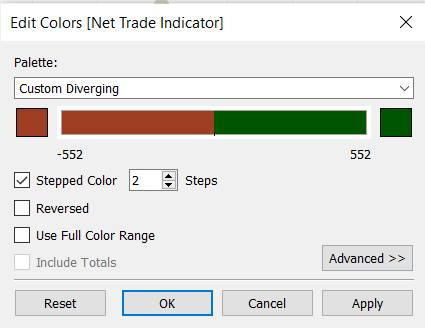 Edit Colors [Net Trade Indicator]
Palette:
Custom Diverging
-552 552
Stepped Color 2 Steps
Reversed
Use Full Color Range
Include Totals
Advanced >>
Reset OK Cancel Apply